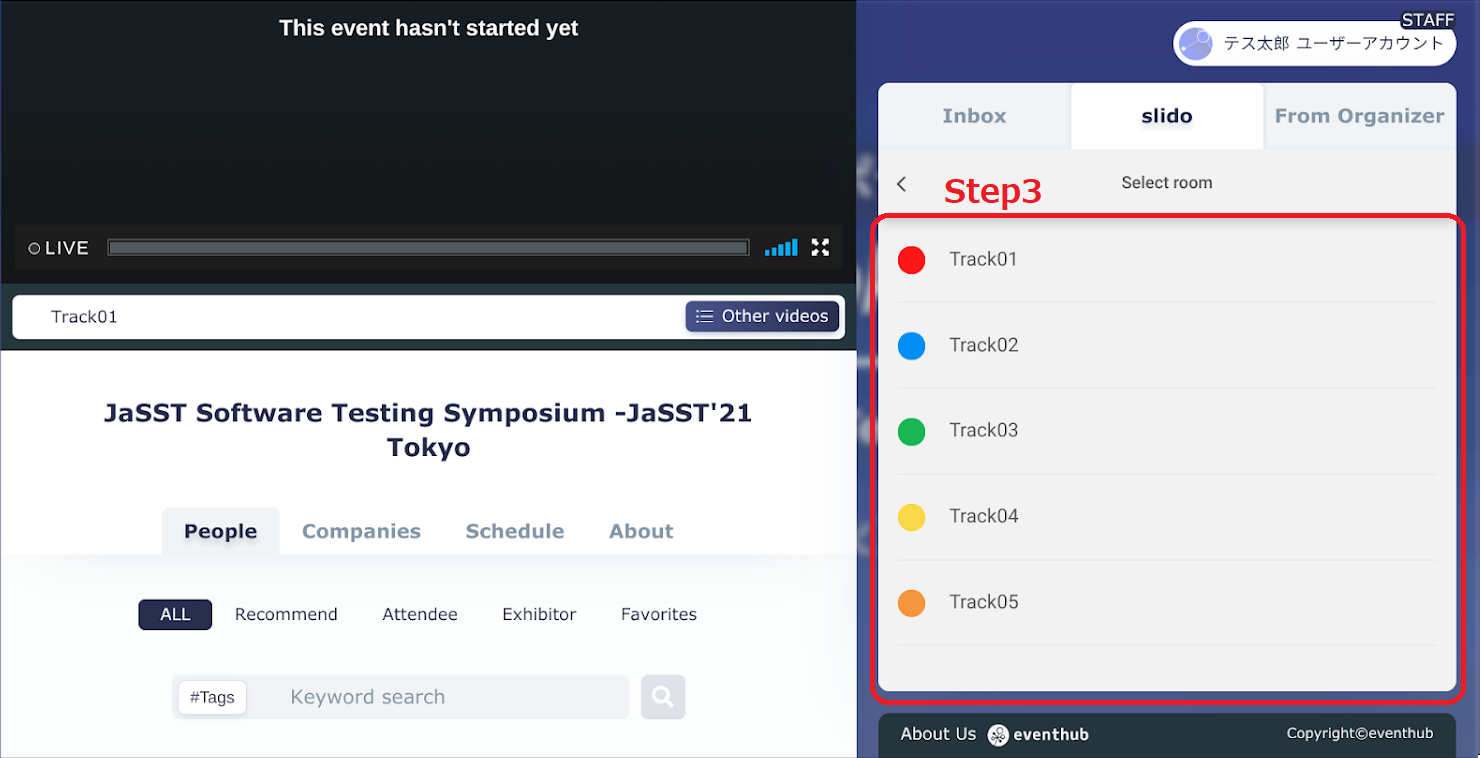 This event hasn't started yet
LIVE
Track01
Other videos
JaSST Software Testing Symposium -JaSST'21
Tokyo
People Companies Schedule About
ALL Recommend Attendee Exhibitor Favorites
#Tags Keyword search
STAFF
テス太郎 ユーザーアカウント
Inbox slido From Organizer
Step3 Select room
Track01
Track02
Track03
Track04
Track05
About Us eventhub Copyright©eventhub